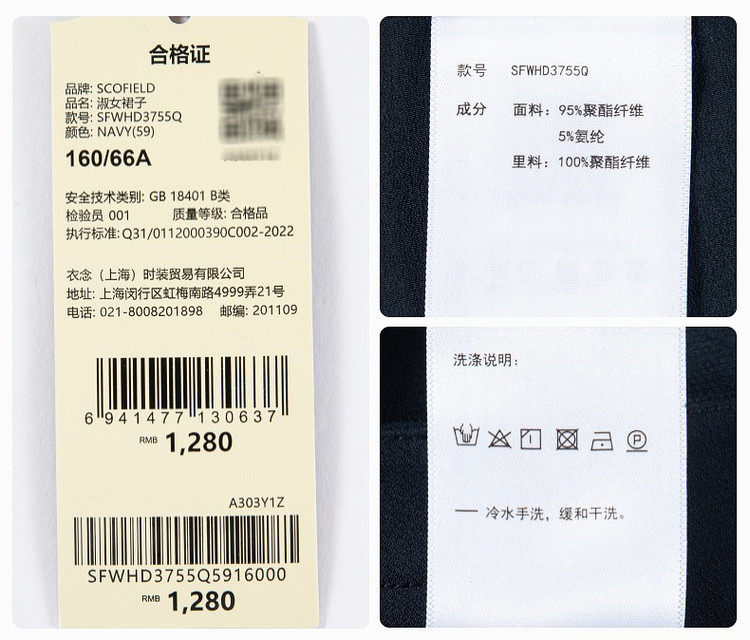 合格证
品牌: SCOFIELD
品名: 淑女裙子
款号: SFWHD3755Q
颜色: NAVY(59)
160/66A
安全技术类别: GB 18401 B类
检验员 001 质量等级: 合格品
执行标准:Q31/0112000390C002-2022
衣念（上海）时装贸易有限公司
地址: 上海闵行区虹梅南路4999弄21号
电话: 021-8008201898 邮编: 201109
6 941477 130637
RMB 1,280
A303Y1Z
SFWHD3755Q5916000
RMB 1,280
款号 SFWHD3755Q
成分 面料：95%聚酯纤维
5%氨纶
里料：100%聚酯纤维
洗涤说明：
P
— 冷水手洗，缓和干洗。